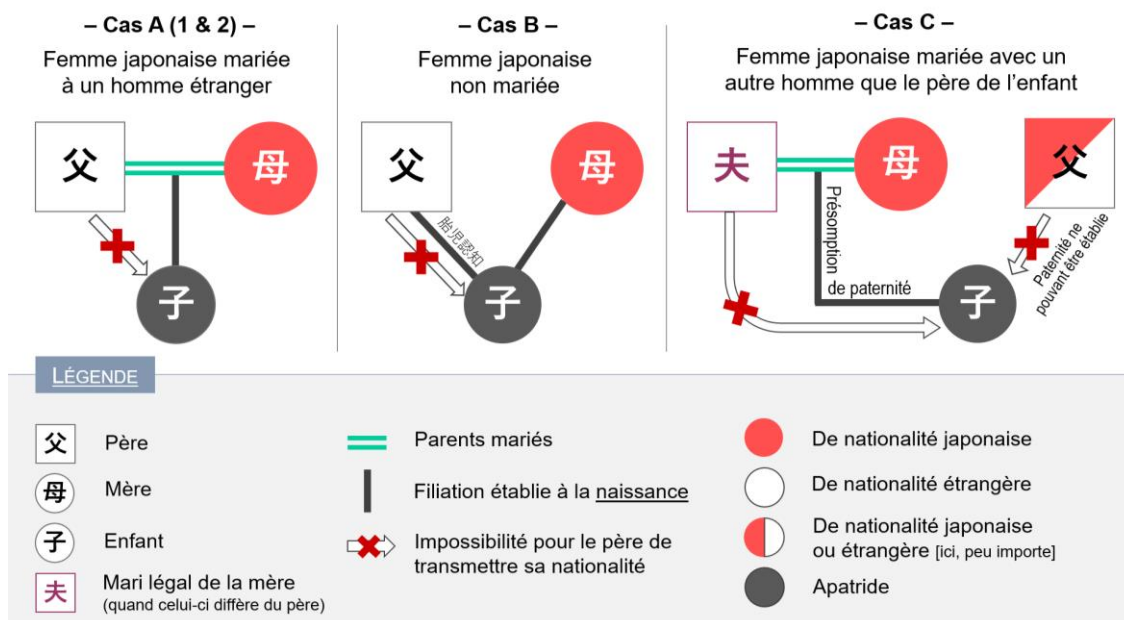 – Cas A (1 & 2) –
Femme japonaise mariée
à un homme étranger
父
母
子
– Cas B –
Femme japonaise
non mariée
父
母
胎児認知
子
– Cas C –
Femme japonaise mariée avec un
autre homme que le père de l’enfant
夫
母
父
Présomption
de paternité
Paternité ne
pouvant être établie
子
LÉGENDE
父 Père
母 Mère
子 Enfant
夫 Mari légal de la mère
(quand celui-ci diffère du père)
Parents mariés
Filiation établie à la naissance
Impossibilité pour le père de
transmettre sa nationalité
De nationalité japonaise
De nationalité étrangère
De nationalité japonaise
ou étrangère [ici, peu importe]
Apatride